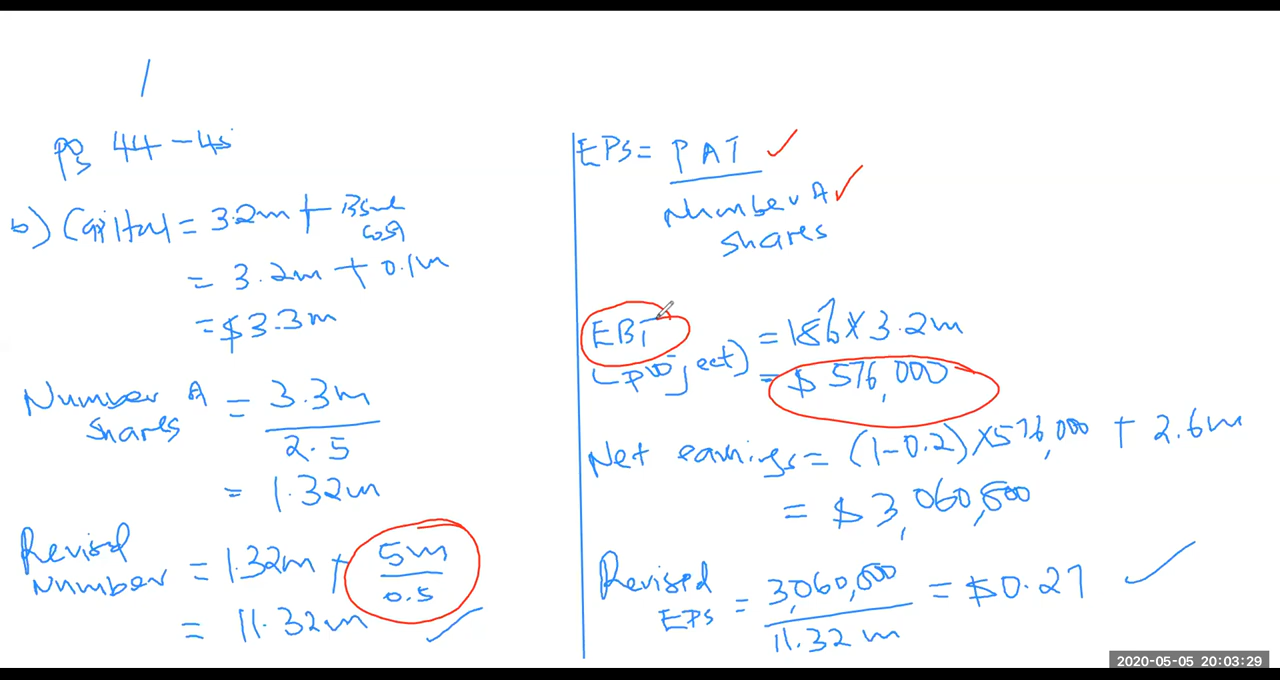 /
pg 44 - 45
b) Capital = 3.2m + Issue cost
= 3.2m + 0.1m
= $3.3m
Number of shares = 3.3m / 2.5
= 1.32m
Revised Number = 1.32m + 5m / 0.5
= 11.32m
EPS = PAT / Number of shares
EBT (project) = 18% x 3.2m
= $576,000
Net earnings = (1-0.2) x 576,000 + 2.6m
= $3,060,800
Revised EPS = 3,060,800 / 11.32m = $0.27
2020-05-05 20:03:29